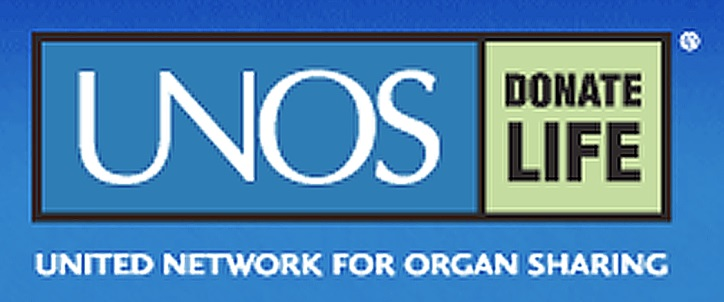 UNOS
DONATE
LIFE
®
UNITED NETWORK FOR ORGAN SHARING